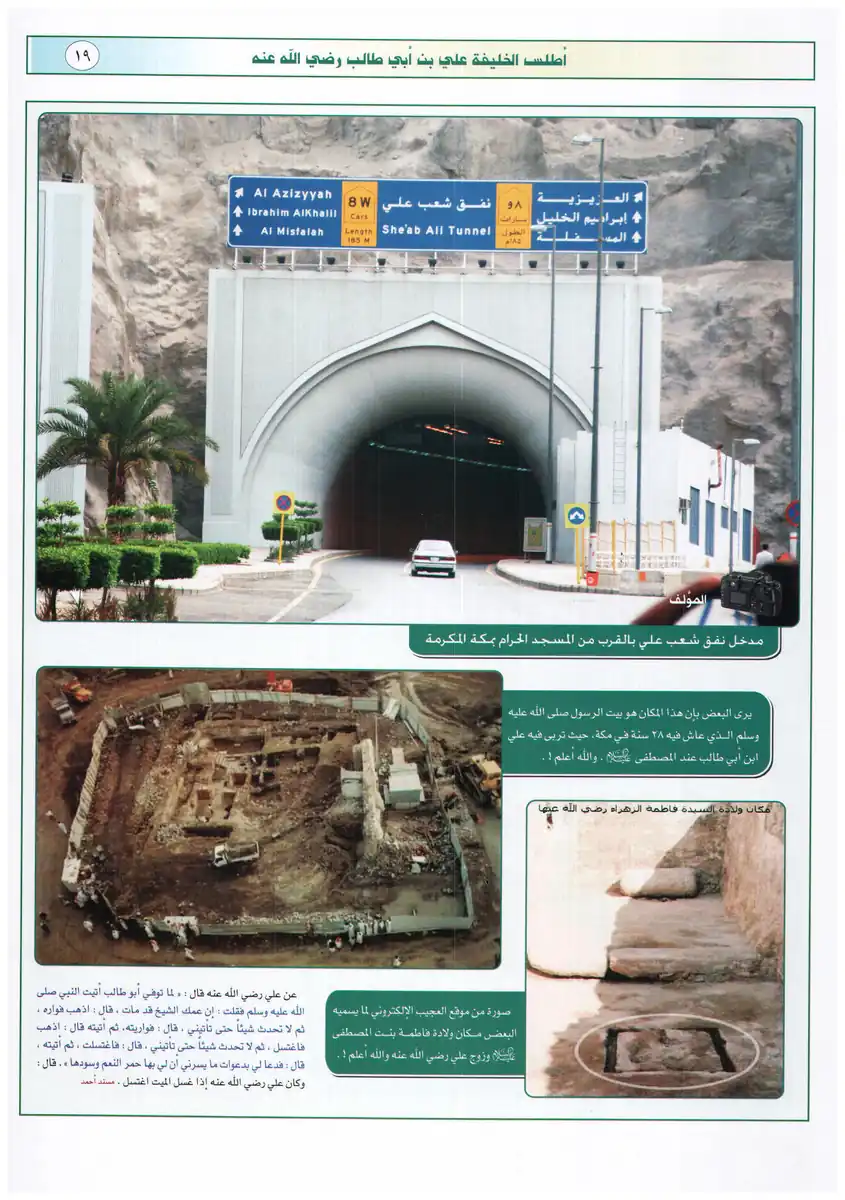 أطلس الخليفة علي بن أبي طالب رضي الله عنه
١٩
Al Azizyyah
Ibrahim AlKhalil
Al Misfalah
8W
Cars
Length
185 M
نفق شعب علي
She'ab Ali Tunnel
٨و
سيارات
الطول
١٨٥م
العزيزية
إبراهيم الخليل
المسفلة
المؤلف
مدخل نفق شعب علي بالقرب من المسجد الحرام بمكة المكرمة
يرى البعض بإن هذا المكان هو بيت الرسول صلى الله عليه
وسلم الذي عاش فيه ٢٨ سنة في مكة، حيث تربى فيه علي
ابن أبي طالب عند المصطفى ﷺ . والله أعلم ! .
مكان ولادة السيدة فاطمة الزهراء رضي الله عنها
صورة من موقع العجيب الإلكتروني لما يسميه
البعض مكان ولادة فاطمة بنت المصطفى
ﷺ وزوج علي رضي الله عنه والله أعلم ! .
عن علي رضي الله عنه قال : « لما توفي أبو طالب أتيت النبي صلى
الله عليه وسلم فقلت : إن عمك الشيخ قد مات ، قال : اذهب فواره ،
ثم لا تحدث شيئاً حتى تأتيني ، قال : فواريته، ثم أتيته قال : اذهب
فاغتسل ، ثم لا تحدث شيئاً حتى تأتيني ، قال : فاغتسلت ، ثم أتيته ،
قال : فدعا لي بدعوات ما يسرني أن لي بها حمر النعم وسودها » . قال :
وكان علي رضي الله عنه إذا غسل الميت اغتسل . مسند أحمد